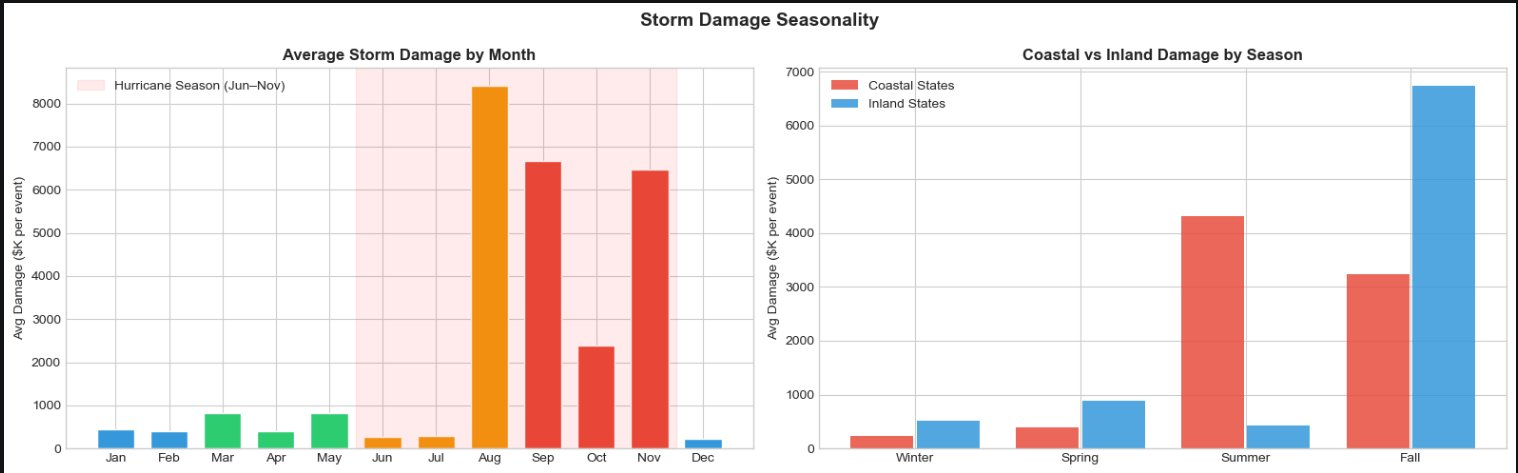 Storm Damage Seasonality
Average Storm Damage by Month
Hurricane Season (Jun–Nov)
Avg Damage ($K per event)
8000
7000
6000
5000
4000
3000
2000
1000
0
Jan Feb Mar Apr May Jun Jul Aug Sep Oct Nov Dec
Coastal vs Inland Damage by Season
Coastal States
Inland States
Avg Damage ($K per event)
7000
6000
5000
4000
3000
2000
1000
0
Winter Spring Summer Fall